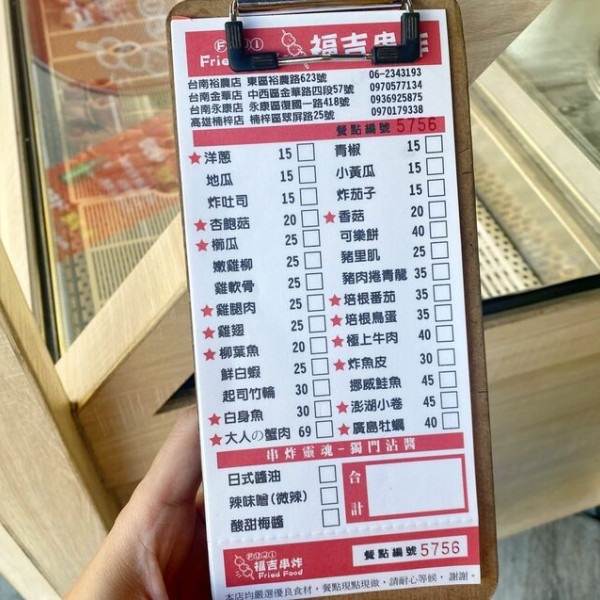 FUJI 福吉串炸
Fried
台南裕農店 東區裕農路623號 06-2343193
台南金華店 中西區金華路四段57號 0970577134
台南永康店 永康區復國一路418號 0936925875
高雄楠梓店 楠梓區翠屏路25號 0970179338
餐點編號 5756
★洋蔥 15 青椒 15
地瓜 15 小黃瓜 15
炸吐司 15 炸茄子 15
★杏鮑菇 20 ★香菇 20
★櫛瓜 25 可樂餅 40
嫩雞柳 25 豬里肌 25
雞軟骨 25 豬肉捲青龍 35
★雞腿肉 25 ★培根番茄 35
★雞翅 25 ★培根鳥蛋 35
★柳葉魚 20 ★極上牛肉 40
鮮白蝦 25 ★炸魚皮 30
起司竹輪 30 挪威鮭魚 45
★白身魚 30 ★澎湖小卷 45
★大人の蟹肉 69 ★廣島牡蠣 40
串炸靈魂-獨門沾醬
日式醬油
辣味噌(微辣)
酸甜梅醬
合計
FUJI
福吉串炸
Fried Food
餐點編號 5756
本店均嚴選優良食材，餐點現點現做，請耐心等候，謝謝。